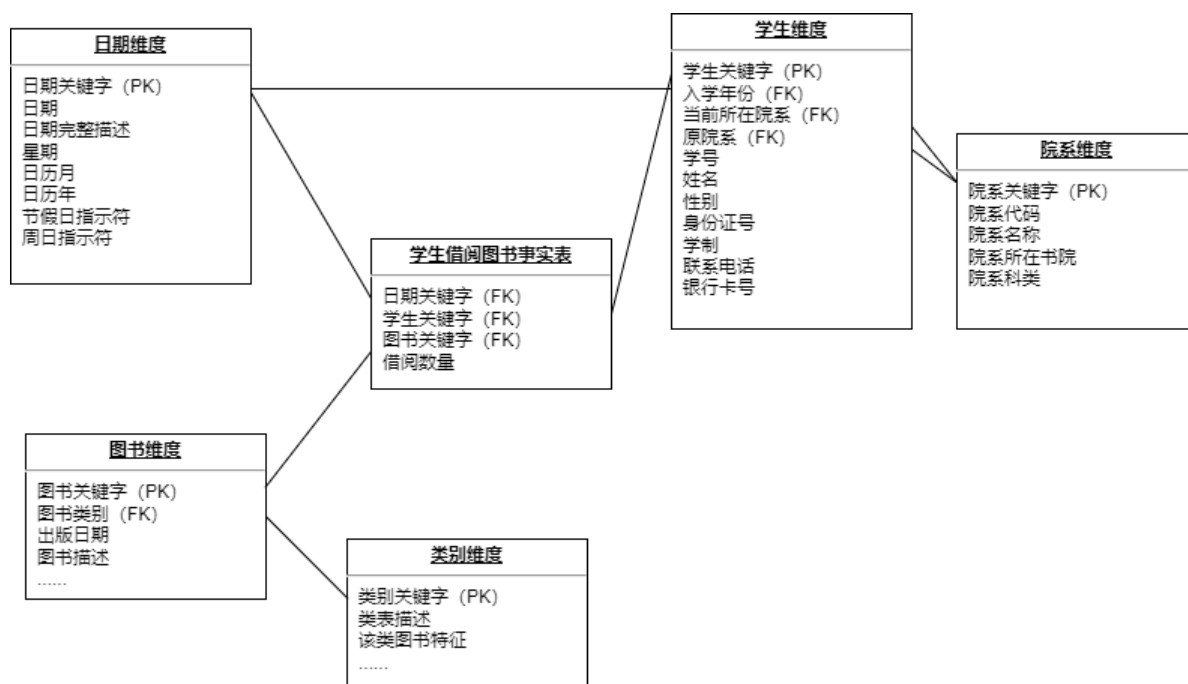 日期维度
日期关键字（PK）
日期
日期完整描述
星期
日历月
日历年
节假日指示符
周日指示符
学生维度
学生关键字（PK）
入学年份（FK）
当前所在院系（FK）
原院系（FK）
学号
姓名
性别
身份证号
学制
联系电话
银行卡号
院系维度
院系关键字（PK）
院系代码
院系名称
院系所在书院
院系科类
学生借阅图书事实表
日期关键字（FK）
学生关键字（FK）
图书关键字（FK）
借阅数量
图书维度
图书关键字（PK）
图书类别（FK）
出版日期
图书描述
......
类别维度
类别关键字（PK）
类表描述
该类图书特征
......